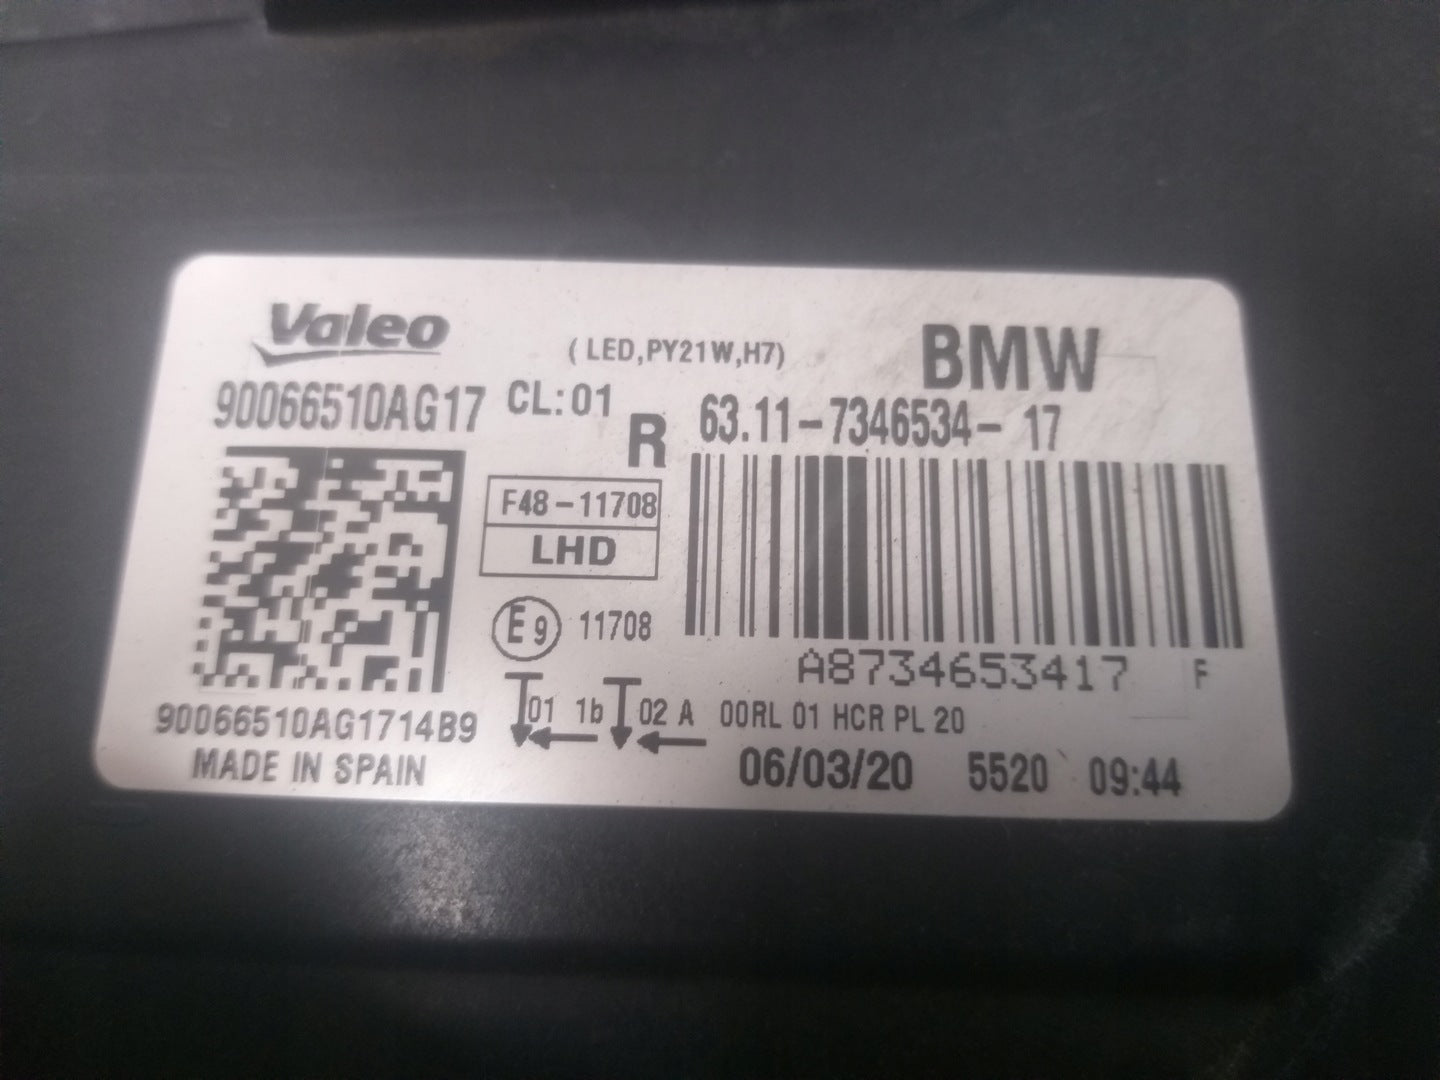 Valeo
(LED,PY21W,H7)
BMW
90066510AG17 CL:01
R
63.11-7346534-17
F48-11708
LHD
E9 11708
A8734653417 F
01 1b 02 A 00RL 01 HCR PL 20
90066510AG1714B9
MADE IN SPAIN
06/03/20 5520 09:44